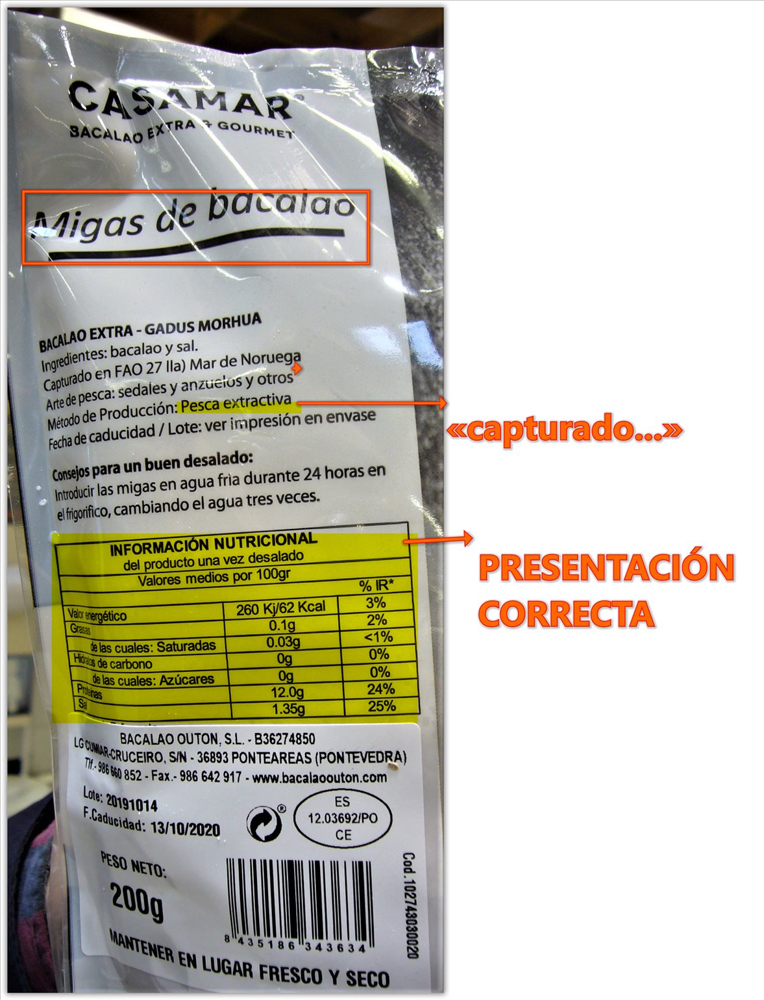 CASAMAR®
BACALAO EXTRA & GOURMET
Migas de bacalao
BACALAO EXTRA - GADUS MORHUA
Ingredientes: bacalao y sal.
Capturado en FAO 27 IIa) Mar de Noruega
Arte de pesca: sedales y anzuelos y otros
Método de Producción: Pesca extractiva
Fecha de caducidad / Lote: ver impresión en envase
«capturado...»
Consejos para un buen desalado:
Introducir las migas en agua fría durante 24 horas en
el frigorifico, cambiando el agua tres veces.
INFORMACIÓN NUTRICIONAL
del producto una vez desalado
Valores medios por 100gr
% IR*
Valor energético 260 Kj/62 Kcal 3%
Grasas 0.1g 2%
de las cuales: Saturadas 0.03g <1%
Hidratos de carbono 0g 0%
de las cuales: Azúcares 0g 0%
Proteinas 12.0g 24%
Sal 1.35g 25%
PRESENTACIÓN
CORRECTA
BACALAO OUTON, S.L. - B36274850
LG CUMIAR-CRUCEIRO, S/N - 36893 PONTEAREAS (PONTEVEDRA)
Tlf.- 986 660 852 - Fax.- 986 642 917 - www.bacalaoouton.com
Lote: 20191014
F.Caducidad: 13/10/2020
®
ES
12.03692/PO
CE
PESO NETO:
200g
8 435186 343634
Cod. 10274303 0020
MANTENER EN LUGAR FRESCO Y SECO